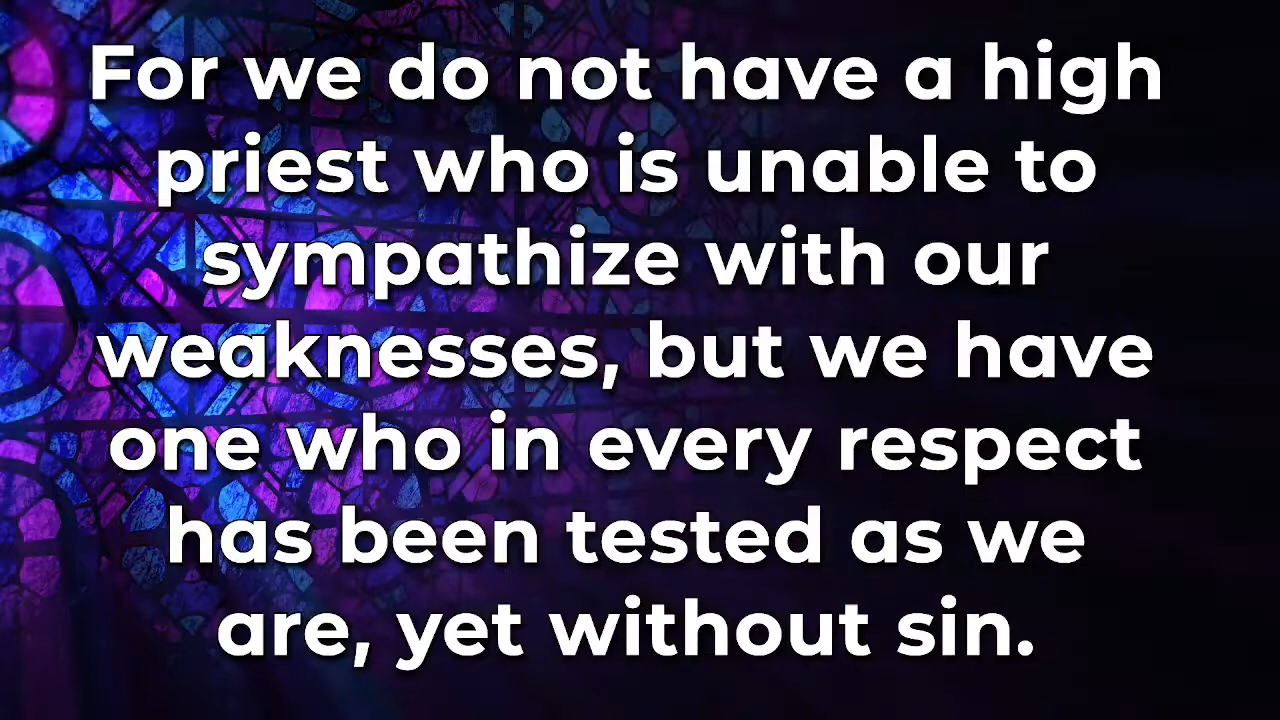 For we do not have a high
priest who is unable to
sympathize with our
weaknesses, but we have
one who in every respect
has been tested as we
are, yet without sin.